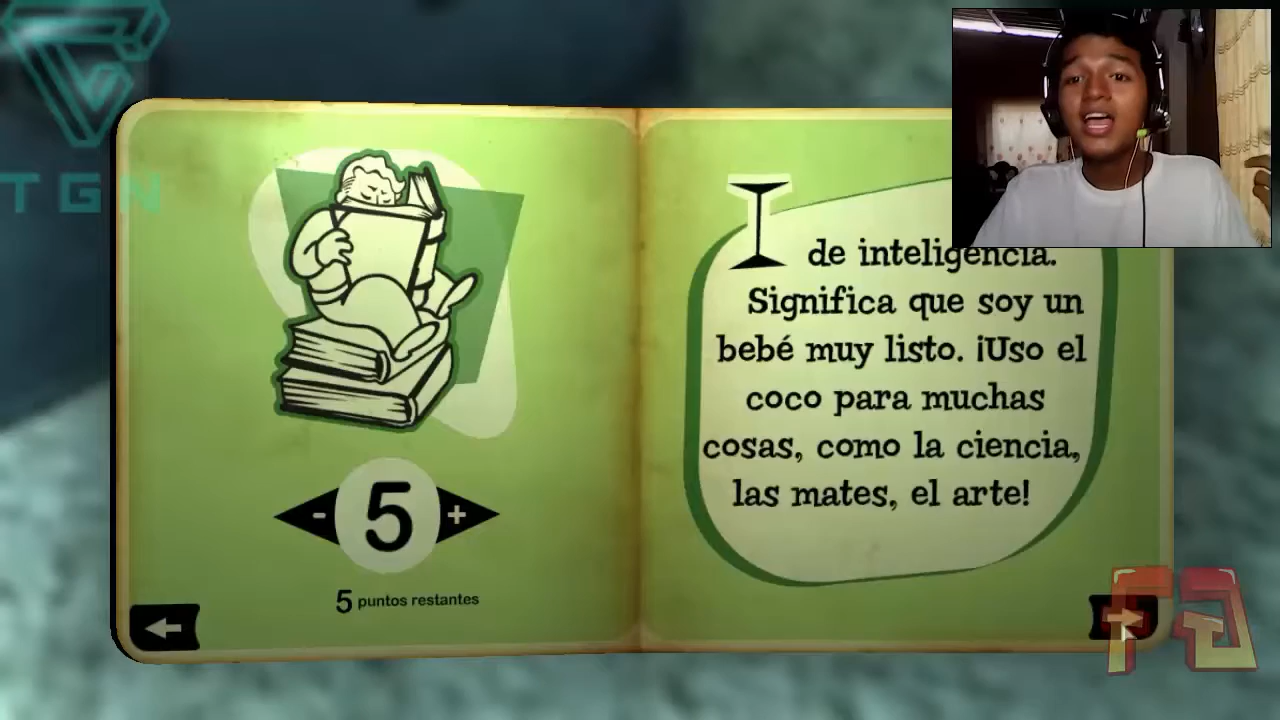 TGN
I
de inteligencia.
Significa que soy un
bebé muy listo. ¡Uso el
coco para muchas
cosas, como la ciencia,
las mates, el arte!
- 5 +
5 puntos restantes